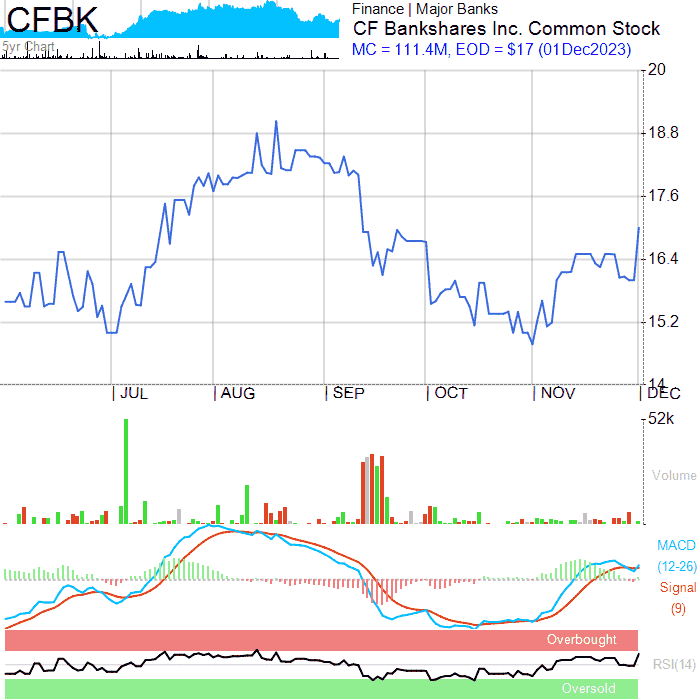 CFBK
5yr Chart
Finance | Major Banks
CF Bankshares Inc. Common Stock
MC = 111.4M, EOD = $17 (01Dec2023)
20
18.8
17.6
16.4
15.2
14
JUL
AUG
SEP
OCT
NOV
DEC
52k
Volume
MACD
(12-26)
Signal
(9)
Overbought
RSI(14)
Oversold